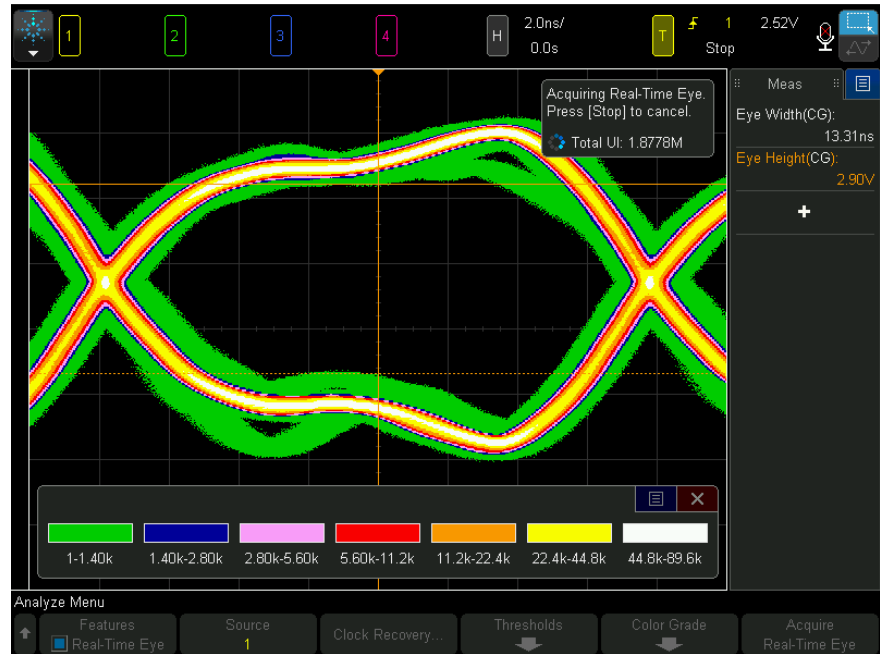 1
2
3
4
H
2.0ns/
0.0s
T
1
2.52V
Stop
Acquiring Real-Time Eye.
Press [Stop] to cancel.
Total UI: 1.8778M
Meas
Eye Width(CG):
13.31ns
Eye Height(CG):
2.90V
+
1-1.40k
1.40k-2.80k
2.80k-5.60k
5.60k-11.2k
11.2k-22.4k
22.4k-44.8k
44.8k-89.6k
Analyze Menu
Features
Real-Time Eye
Source
1
Clock Recovery...
Thresholds
Color Grade
Acquire
Real-Time Eye